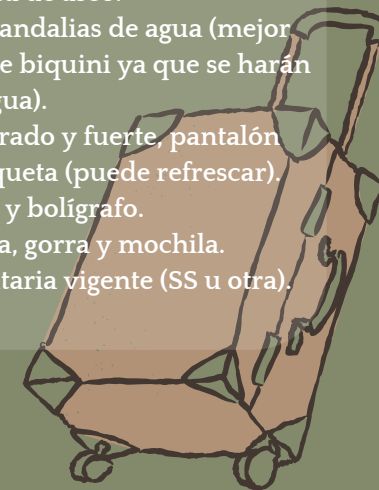 andalias de agua (mejor
e biquini ya que se harán
gua).
rado y fuerte, pantalón
queta (puede refrescar).
y bolígrafo.
a, gorra y mochila.
taria vigente (SS u otra).